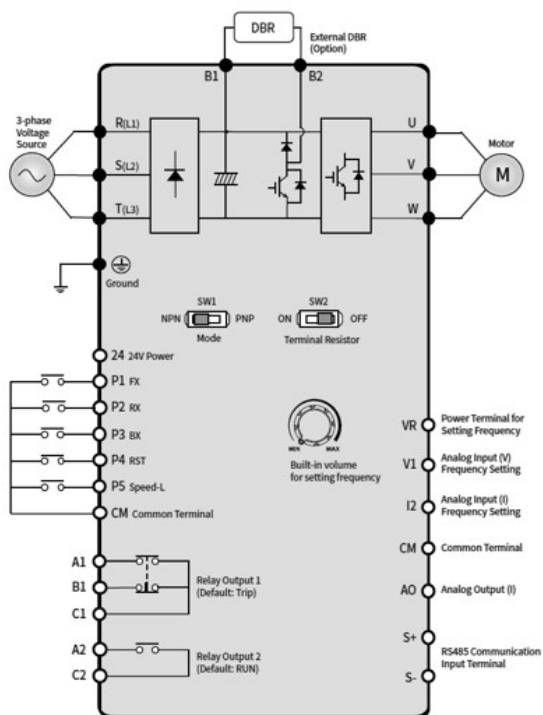 DBR
External DBR
(Option)
B1
B2
3-phase
Voltage
Source
R(L1)
S(L2)
T(L3)
U
V
W
Motor
M
Ground
SW1
NPN
PNP
Mode
SW2
ON
OFF
Terminal Resistor
24 24V Power
P1 FX
P2 RX
P3 BX
P4 RST
P5 Speed-L
CM Common Terminal
MIN
MAX
Built-in volume
for setting frequency
VR
Power Terminal for
Setting Frequency
V1
Analog Input (V)
Frequency Setting
I2
Analog Input (I)
Frequency Setting
CM
Common Terminal
AO
Analog Output (I)
S+
S-
RS485 Communication
Input Terminal
A1
B1
C1
Relay Output 1
(Default: Trip)
A2
C2
Relay Output 2
(Default: RUN)